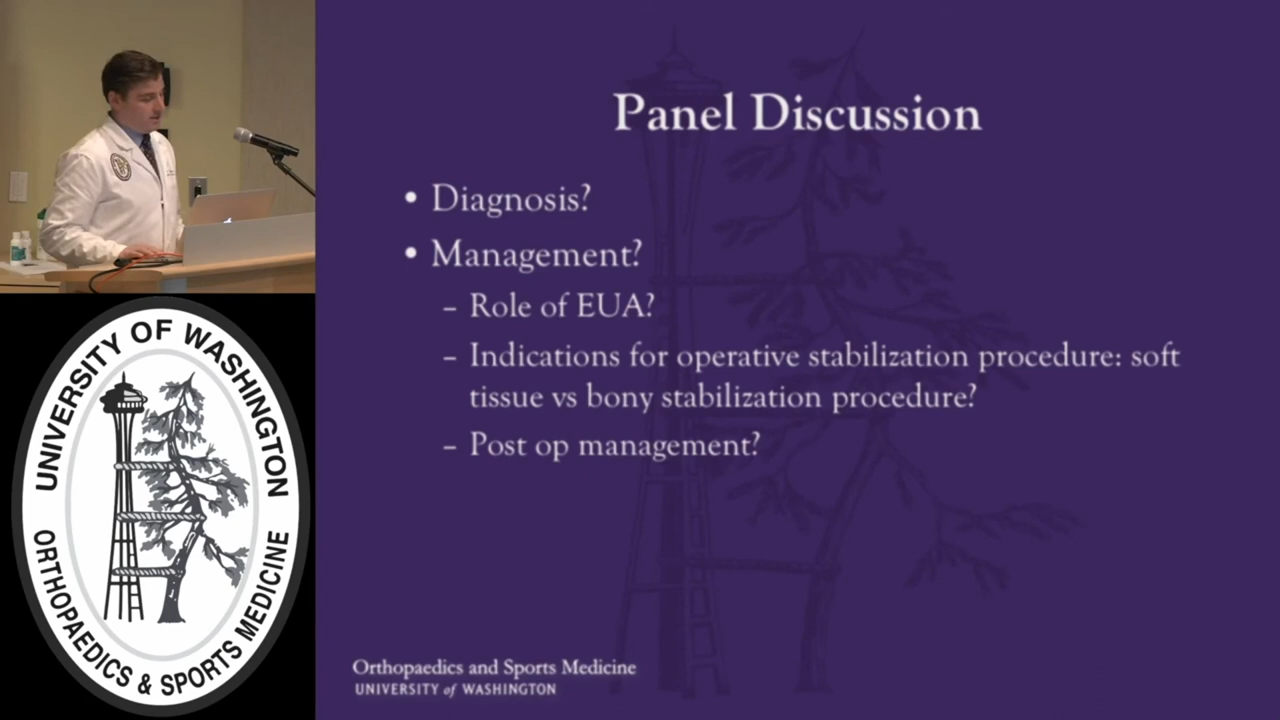 Panel Discussion
• Diagnosis?
• Management?
– Role of EUA?
– Indications for operative stabilization procedure: soft
tissue vs bony stabilization procedure?
– Post op management?
Orthopaedics and Sports Medicine
UNIVERSITY of WASHINGTON
UNIVERSITY OF WASHINGTON
ORTHOPAEDICS & SPORTS MEDICINE